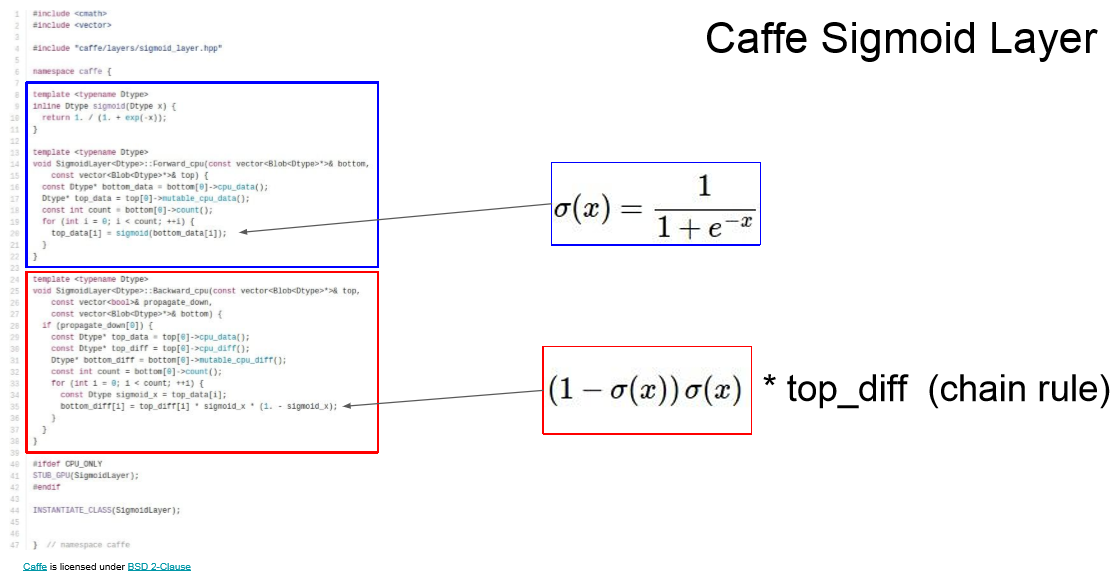 Caffe Sigmoid Layer
1 #include <cmath>
2 #include <vector>
3
4 #include "caffe/layers/sigmoid_layer.hpp"
5
6 namespace caffe {
7
8 template <typename Dtype>
9 inline Dtype sigmoid(Dtype x) {
10 return 1. / (1. + exp(-x));
11 }
12
13 template <typename Dtype>
14 void SigmoidLayer<Dtype>::Forward_cpu(const vector<Blob<Dtype>*>& bottom,
15 const vector<Blob<Dtype>*>& top) {
16 const Dtype* bottom_data = bottom[0]->cpu_data();
17 Dtype* top_data = top[0]->mutable_cpu_data();
18 const int count = bottom[0]->count();
19 for (int i = 0; i < count; ++i) {
20 top_data[i] = sigmoid(bottom_data[i]);
21 }
22 }
23
24 template <typename Dtype>
25 void SigmoidLayer<Dtype>::Backward_cpu(const vector<Blob<Dtype>*>& top,
26 const vector<bool>& propagate_down,
27 const vector<Blob<Dtype>*>& bottom) {
28 if (propagate_down[0]) {
29 const Dtype* top_data = top[0]->cpu_data();
30 const Dtype* top_diff = top[0]->cpu_diff();
31 Dtype* bottom_diff = bottom[0]->mutable_cpu_diff();
32 const int count = bottom[0]->count();
33 for (int i = 0; i < count; ++i) {
34 const Dtype sigmoid_x = top_data[i];
35 bottom_diff[i] = top_diff[i] * sigmoid_x * (1. - sigmoid_x);
36 }
37 }
38 }
39
40 #ifdef CPU_ONLY
41 STUB_GPU(SigmoidLayer);
42 #endif
43
44 INSTANTIATE_CLASS(SigmoidLayer);
45
46
47 } // namespace caffe
σ(x) = 1 / (1 + e^{-x})
(1 − σ(x)) σ(x) * top_diff (chain rule)
Caffe is licensed under BSD 2-Clause